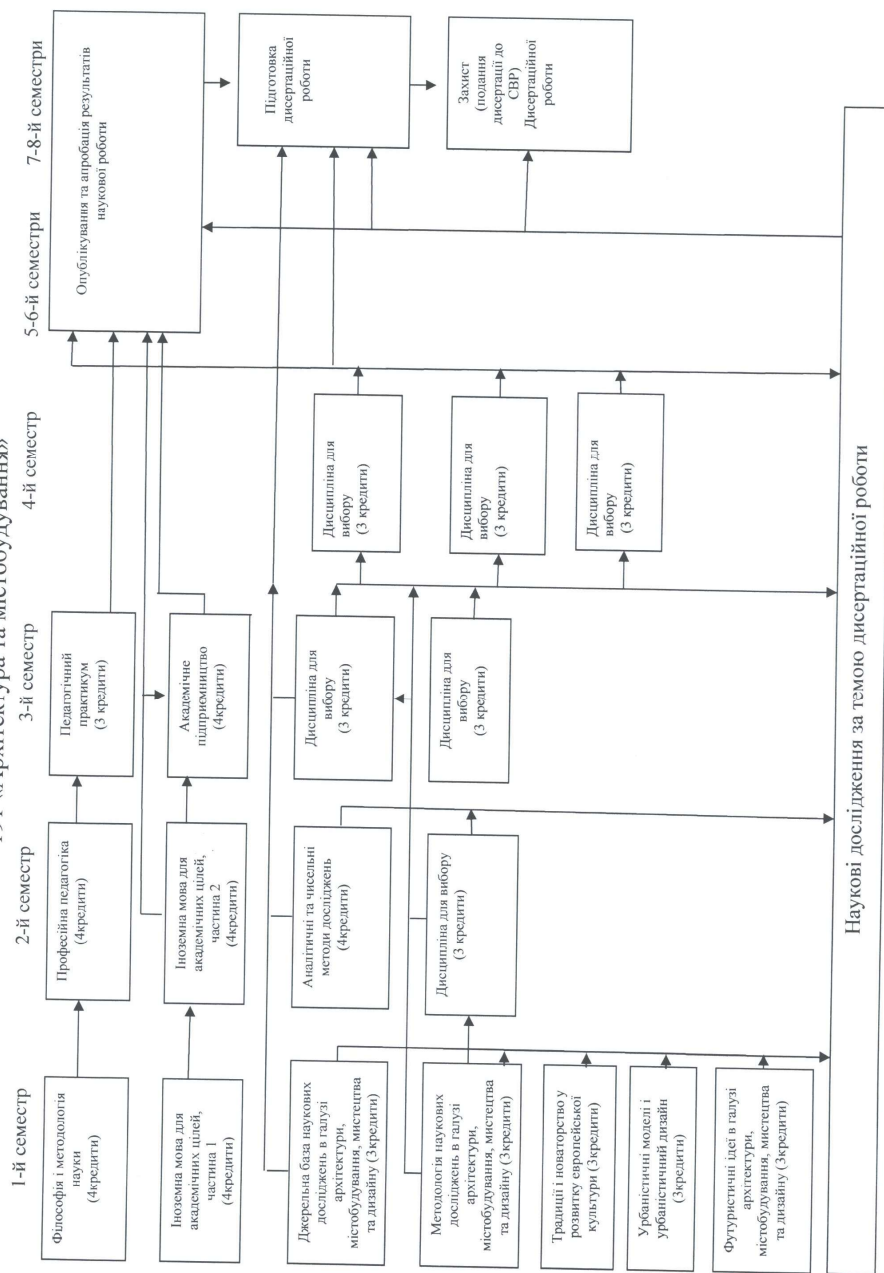 191 «Архітектура та містобудування»
1-й семестр
2-й семестр
3-й семестр
4-й семестр
5-6-й семестри
7-8-й семестри
Філософія і методологія
науки
(4кредити)
Іноземна мова для
академічних цілей,
частина 1
(4кредити)
Джерельна база наукових
досліджень в галузі
архітектури,
містобудування, мистецтва
та дизайну (3кредити)
Методологія наукових
досліджень в галузі
архітектури,
містобудування, мистецтва
та дизайну (3кредити)
Традиції і новаторство у
розвитку європейської
культури (3кредити)
Урбаністичні моделі і
урбаністичний дизайн
(3кредити)
Футуристичні ідеї в галузі
архітектури,
містобудування, мистецтва
та дизайну (3кредити)
Професійна педагогіка
(4кредити)
Іноземна мова для
академічних цілей,
частина 2
(4кредити)
Аналітичні та чисельні
методи досліджень
(4кредити)
Дисципліна для вибору
(3 кредити)
Педагогічний
практикум
(3 кредити)
Академічне
підприємництво
(4кредити)
Дисципліна для
вибору
(3 кредити)
Дисципліна для
вибору
(3 кредити)
Дисципліна для
вибору
(3 кредити)
Дисципліна для
вибору
(3 кредити)
Дисципліна для
вибору
(3 кредити)
Опублікування та апробація результатів
наукової роботи
Підготовка
дисертаційної
роботи
Захист
(подання
дисертації до
СВР)
Дисертаційної
роботи
Наукові дослідження за темою дисертаційної роботи